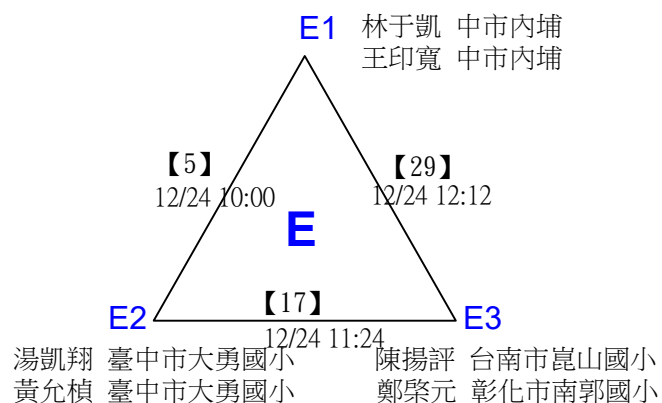 E1 林于凱 中市內埔
王印寬 中市內埔
【5】 【29】
12/24 10:00 12/24 12:12
E
E2 【17】 E3
12/24 11:24
湯凱翔 臺中市大勇國小 陳揚評 台南市崑山國小
黃允楨 臺中市大勇國小 鄭棨元 彰化市南郭國小